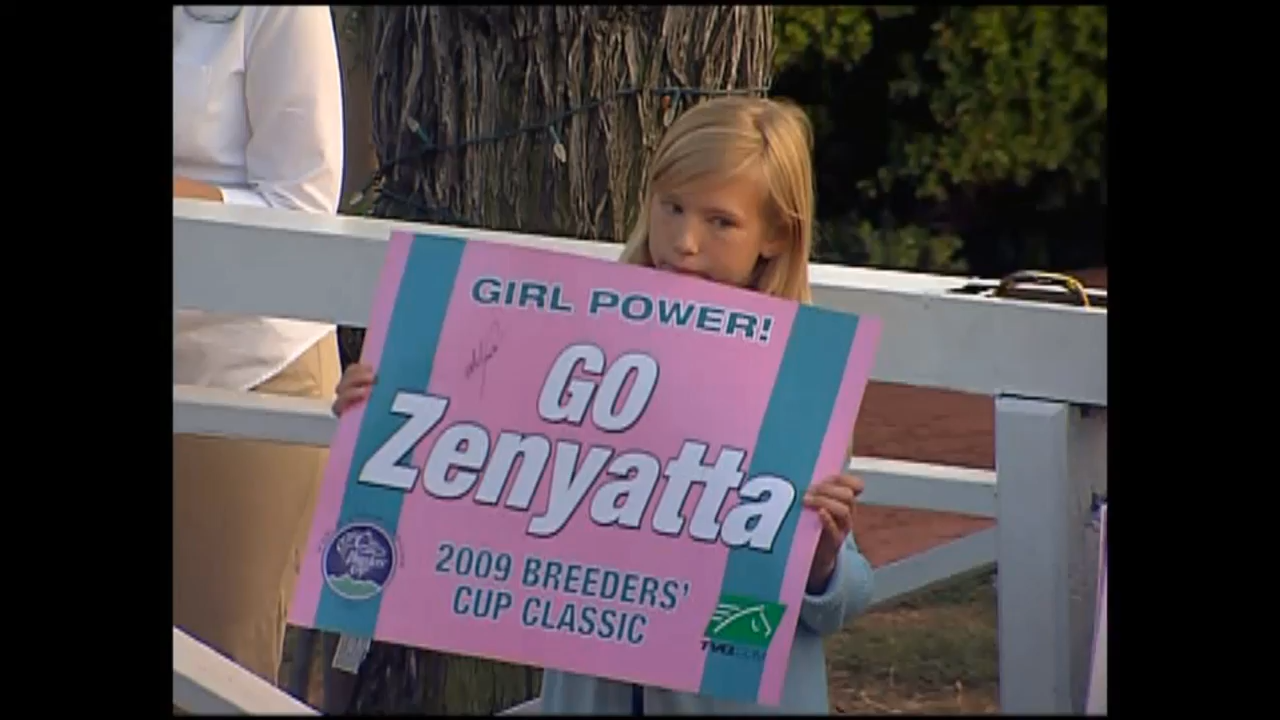 GIRL POWER!
GO
Zenyatta
2009 BREEDERS'
CUP CLASSIC